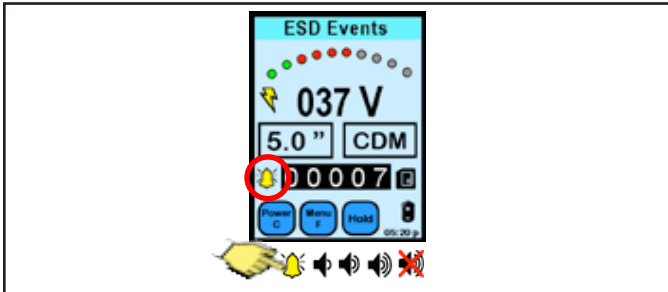 ESD Events
037 V
5.0 ” CDM
00007
Power Menu Hold
C F
05:20 p